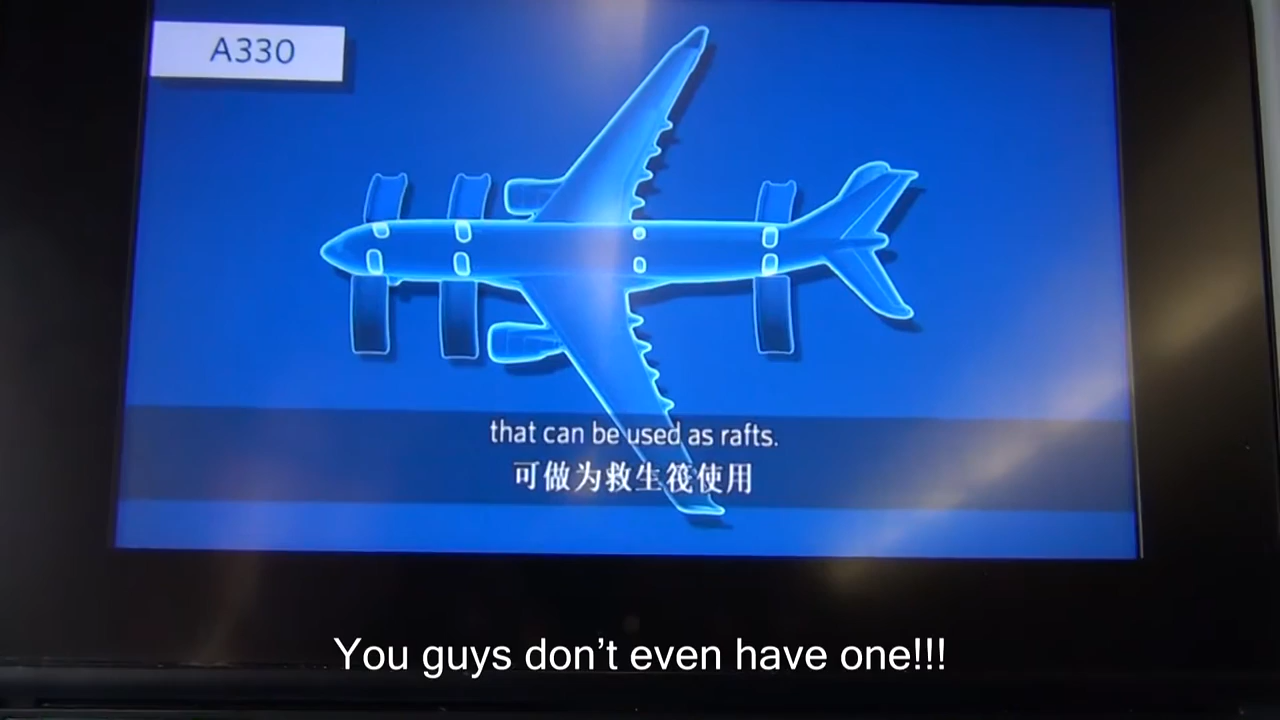 A330
that can be used as rafts.
可做为救生筏使用
You guys don’t even have one!!!